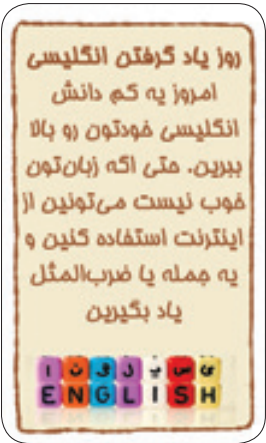 روز یاد گرفتن انگلیسی
امروز یه کم دانش
انگلیسی خودتون رو بالا
ببرین. حتی اگه زبان‌تون
خوب نیست می‌تونین از
اینترنت استفاده کنین و
یه جمله یا ضرب‌المثل
یاد بگیرین
ENGLISH